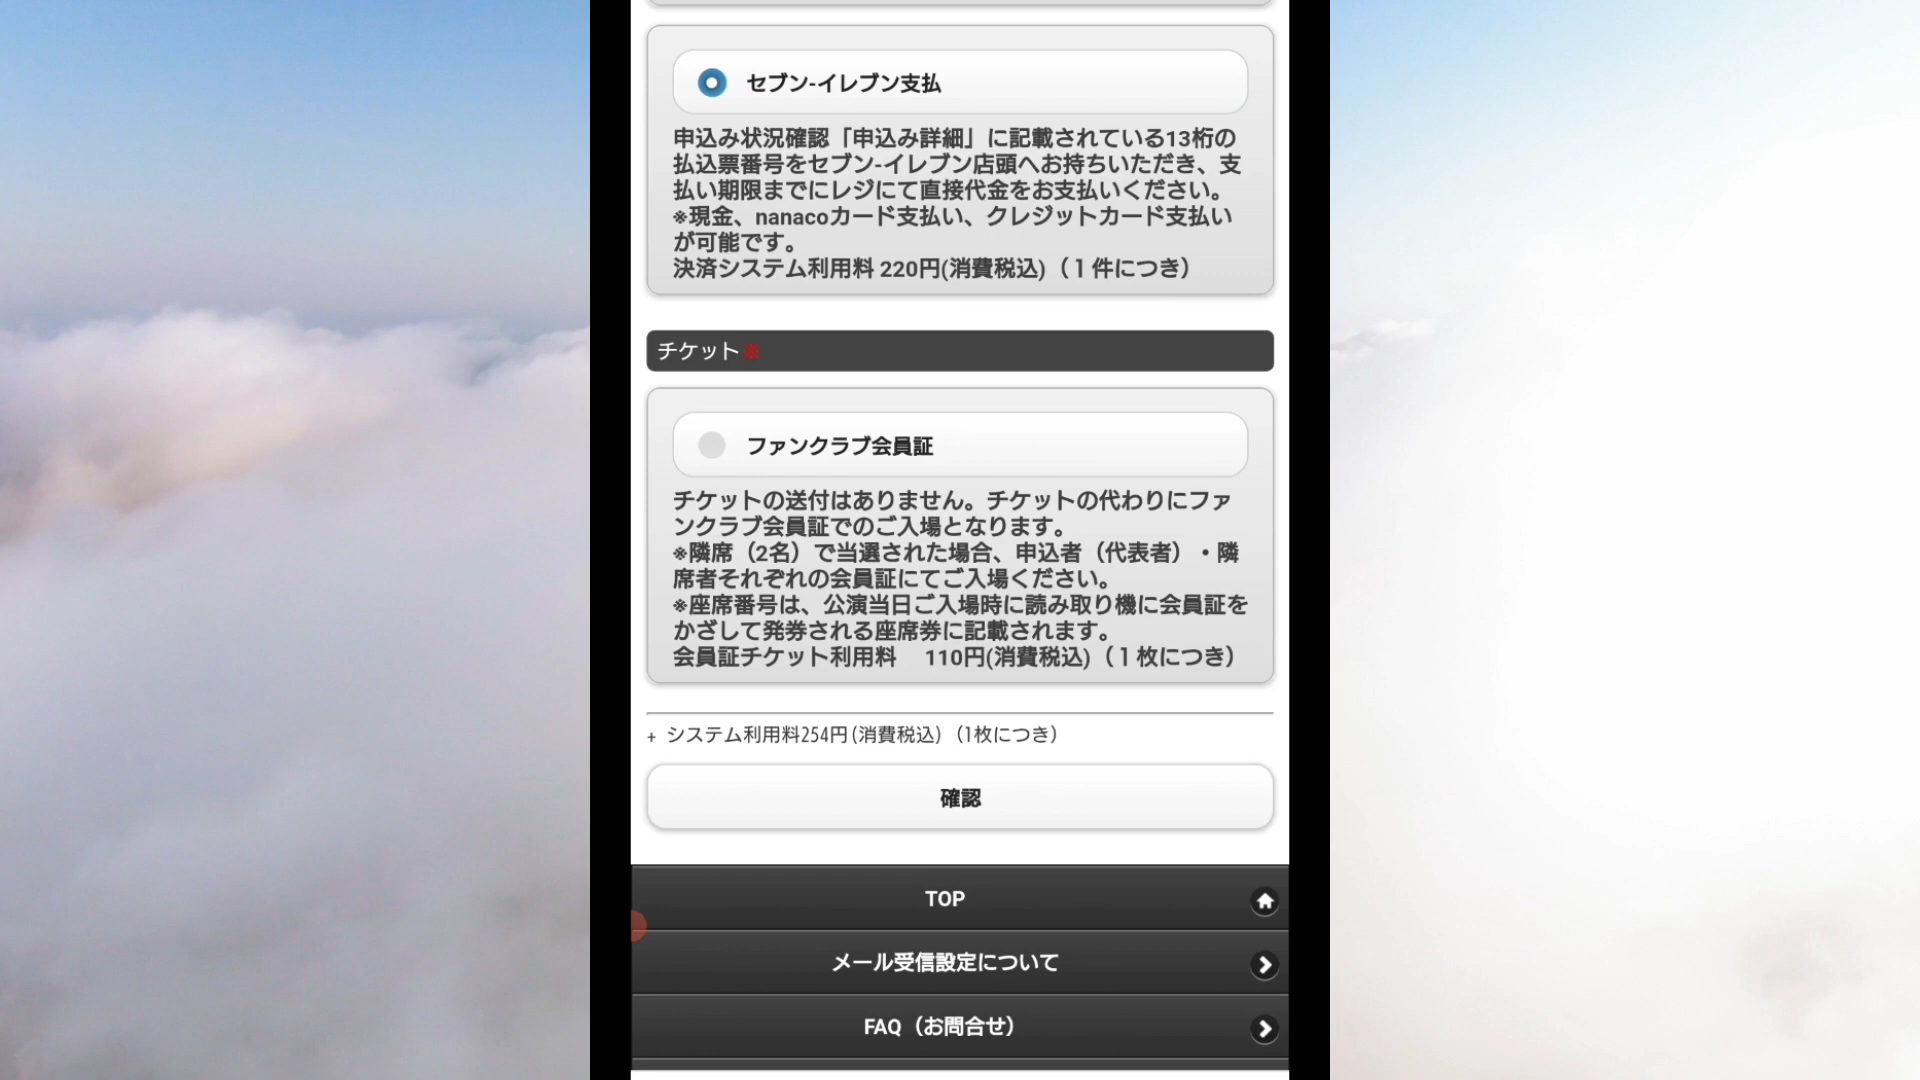 セブン-イレブン支払
申込み状況確認「申込み詳細」に記載されている13桁の
払込票番号をセブン-イレブン店頭へお持ちいただき、支
払い期限までにレジにて直接代金をお支払いください。
※現金、nanacoカード支払い、クレジットカード支払い
が可能です。
決済システム利用料 220円(消費税込)（１件につき）
チケット※
ファンクラブ会員証
チケットの送付はありません。チケットの代わりにファ
ンクラブ会員証でのご入場となります。
※隣席（2名）で当選された場合、申込者（代表者）・隣
席者それぞれの会員証にてご入場ください。
※座席番号は、公演当日ご入場時に読み取り機に会員証を
かざして発券される座席券に記載されます。
会員証チケット利用料　110円(消費税込)（１枚につき）
+ システム利用料254円(消費税込)（1枚につき）
確認
TOP
メール受信設定について
FAQ（お問合せ）